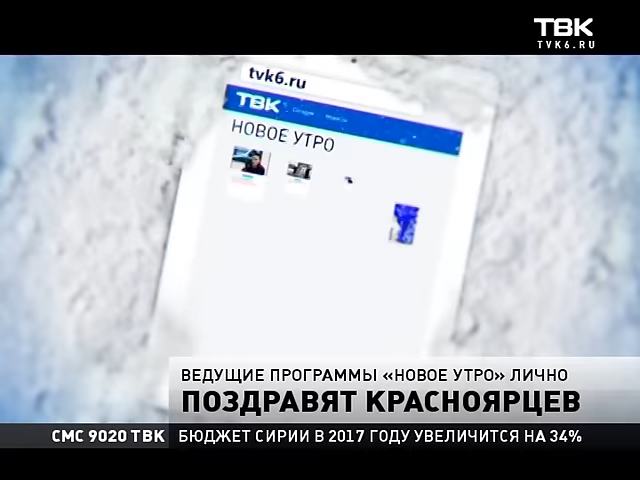 ТВК
TVK6.RU
tvk6.ru
ТВК
НОВОЕ УТРО
ВЕДУЩИЕ ПРОГРАММЫ «НОВОЕ УТРО» ЛИЧНО
ПОЗДРАВЯТ КРАСНОЯРЦЕВ
СМС 9020 ТВК БЮДЖЕТ СИРИИ В 2017 ГОДУ УВЕЛИЧИТСЯ НА 34%